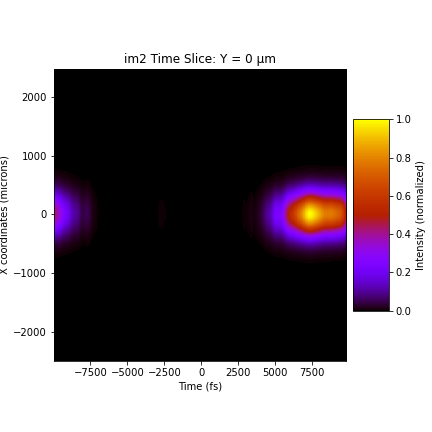 im2 Time Slice: Y = 0 μm
2000
1000
0
−1000
−2000
X coordinates (microns)
−7500 −5000 −2500 0 2500 5000 7500
Time (fs)
1.0
0.8
0.6
0.4
0.2
0.0
Intensity (normalized)